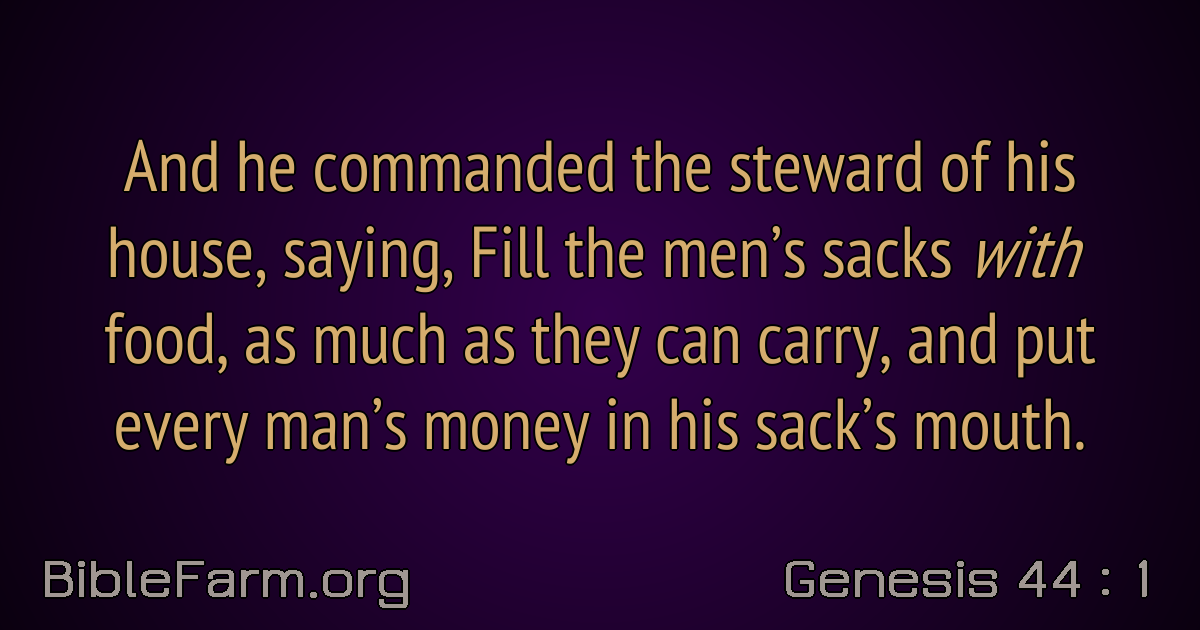 And he commanded the steward of his
house, saying, Fill the men’s sacks with
food, as much as they can carry, and put
every man’s money in his sack’s mouth.
BibleFarm.org
Genesis 44 : 1